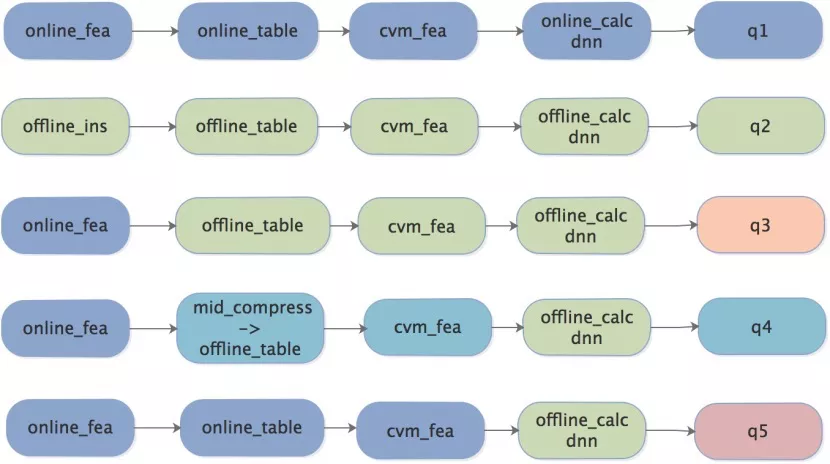 online_fea
online_table
cvm_fea
online_calc
dnn
q1
offline_ins
offline_table
cvm_fea
offline_calc
dnn
q2
online_fea
offline_table
cvm_fea
offline_calc
dnn
q3
online_fea
mid_compress
->
offline_table
cvm_fea
offline_calc
dnn
q4
online_fea
online_table
cvm_fea
offline_calc
dnn
q5